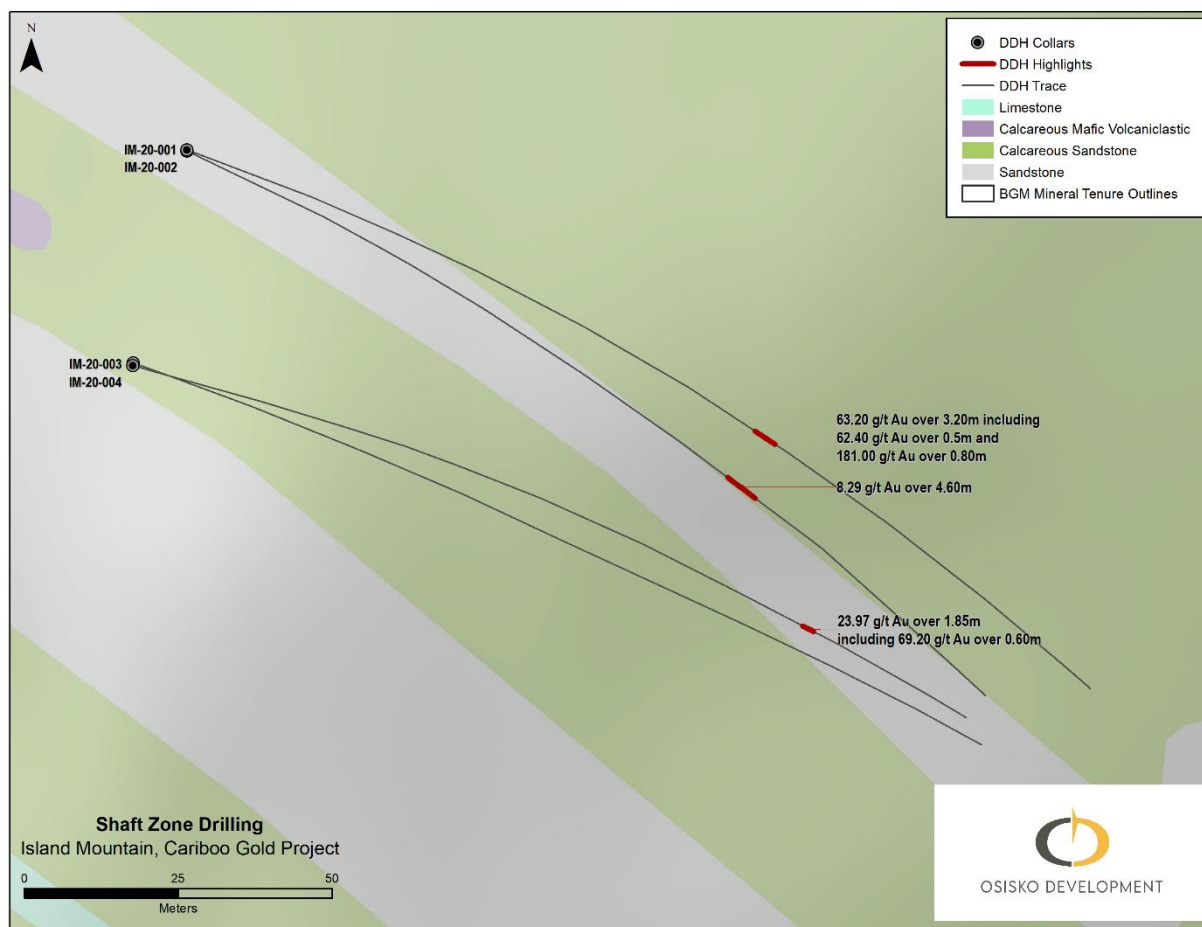 N
DDH Collars
DDH Highlights
DDH Trace
Limestone
Calcareous Mafic Volcaniclastic
Calcareous Sandstone
Sandstone
BGM Mineral Tenure Outlines
IM-20-001
IM-20-002
IM-20-003
IM-20-004
63.20 g/t Au over 3.20m including
62.40 g/t Au over 0.5m and
181.00 g/t Au over 0.80m
8.29 g/t Au over 4.60m
23.97 g/t Au over 1.85m
including 69.20 g/t Au over 0.60m
Shaft Zone Drilling
Island Mountain, Cariboo Gold Project
0 25 50
Meters
OSISKO DEVELOPMENT